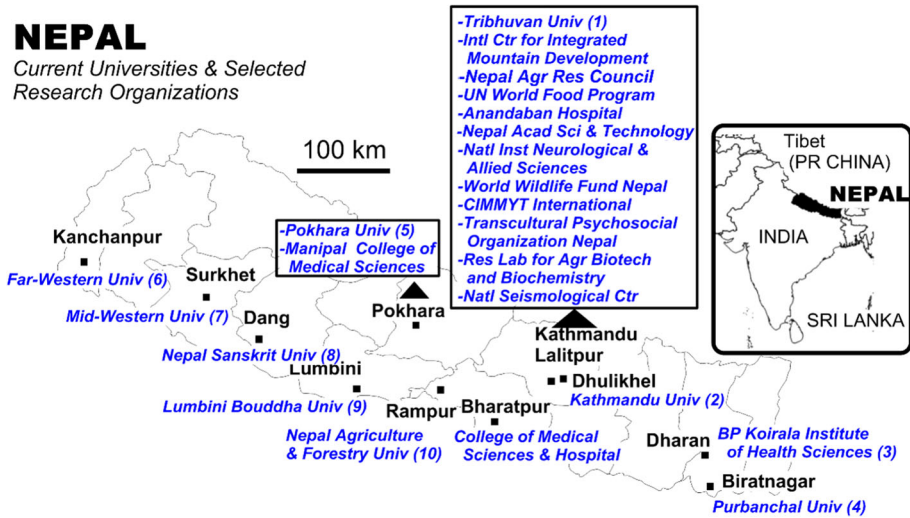 NEPAL
Current Universities & Selected
Research Organizations
-Tribhuvan Univ (1)
-Intl Ctr for Integrated
Mountain Development
-Nepal Agr Res Council
-UN World Food Program
-Anandaban Hospital
-Nepal Acad Sci & Technology
-Natl Inst Neurological &
Allied Sciences
-World Wildlife Fund Nepal
-CIMMYT International
-Transcultural Psychosocial
Organization Nepal
-Res Lab for Agr Biotech
and Biochemistry
-Natl Seismological Ctr
100 km
Tibet
(PR CHINA)
NEPAL
INDIA
SRI LANKA
-Pokhara Univ (5)
-Manipal College of
Medical Sciences
Kanchanpur
Far-Western Univ (6)
Surkhet
Mid-Western Univ (7)
Dang
Nepal Sanskrit Univ (8)
Pokhara
Kathmandu
Lalitpur
Lumbini
Lumbini Bouddha Univ (9)
Dhulikhel
Kathmandu Univ (2)
Rampur
Nepal Agriculture
& Forestry Univ (10)
Bharatpur
College of Medical
Sciences & Hospital
Dharan
BP Koirala Institute
of Health Sciences (3)
Biratnagar
Purbanchal Univ (4)